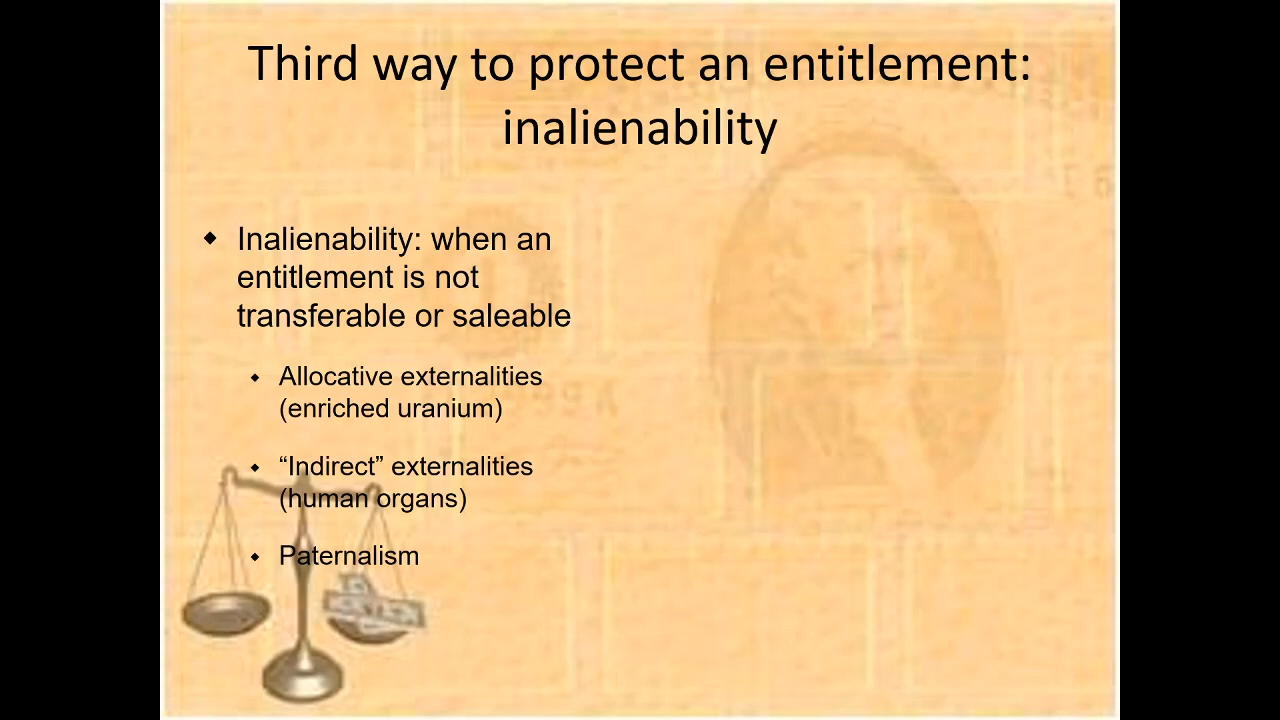 Third way to protect an entitlement:
inalienability
Inalienability: when an
entitlement is not
transferable or saleable
Allocative externalities
(enriched uranium)
“Indirect” externalities
(human organs)
Paternalism